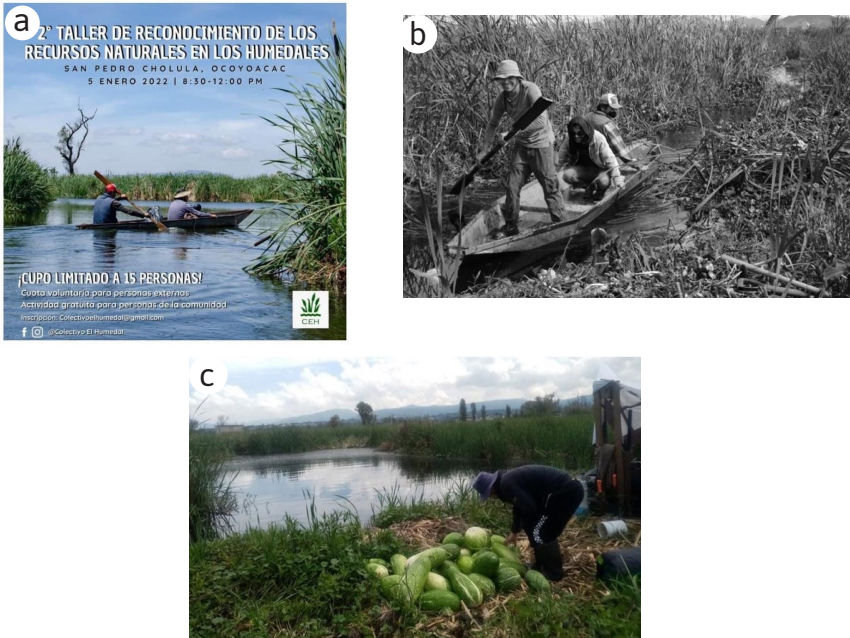 a
2° TALLER DE RECONOCIMIENTO DE LOS
RECURSOS NATURALES EN LOS HUMEDALES
SAN PEDRO CHOLULA, OCOYOACAC
5 ENERO 2022 | 8:30-12:00 PM
¡CUPO LIMITADO A 15 PERSONAS!
Cuota voluntaria para personas externas
Actividad gratuita para personas de la comunidad
Inscripción: Colectivoelhumedal@gmail.com
@Colectivo El Humedal
CEH
b
c